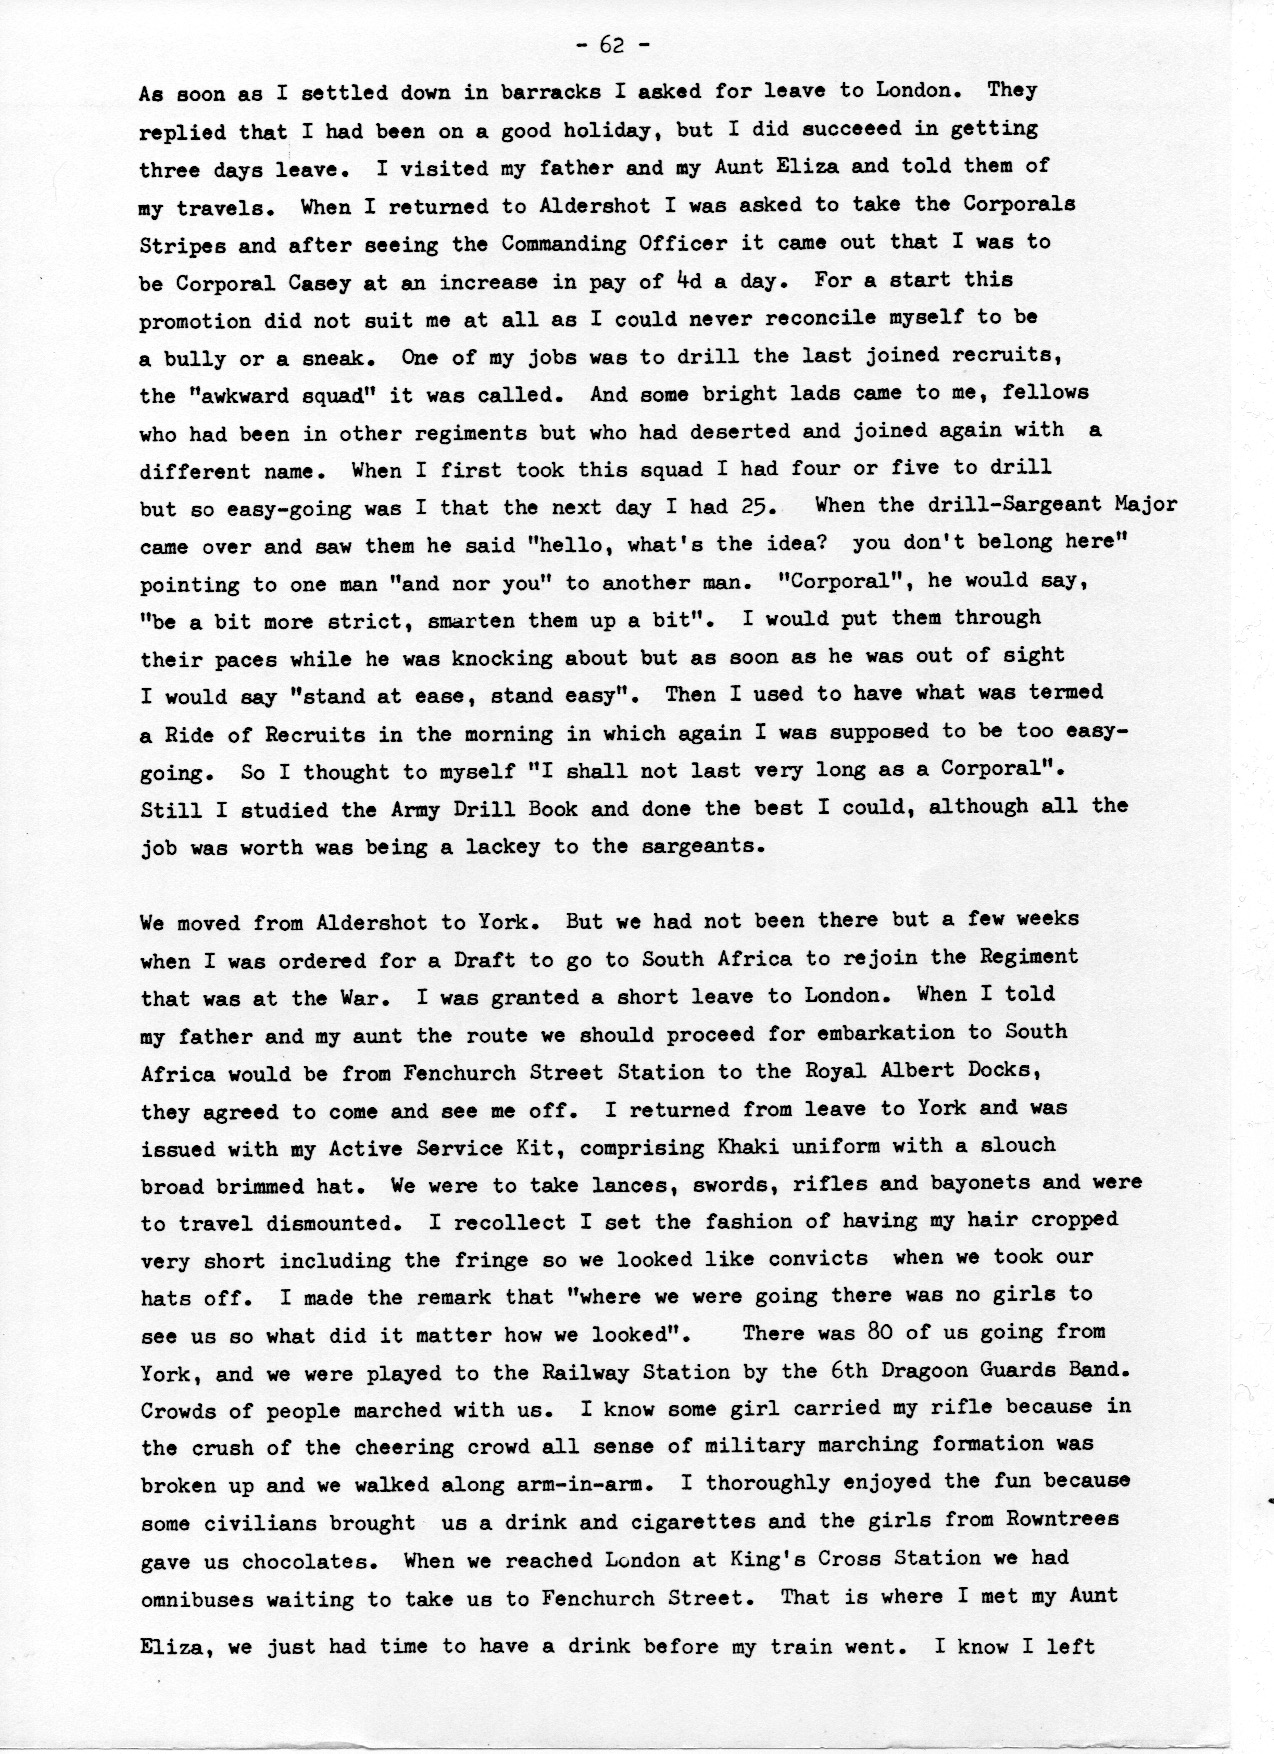 - 62 -
As soon as I settled down in barracks I asked for leave to London.  They
replied that I had been on a good holiday, but I did succeeed in getting
three days leave.  I visited my father and my Aunt Eliza and told them of
my travels.  When I returned to Aldershot I was asked to take the Corporals
Stripes and after seeing the Commanding Officer it came out that I was to
be Corporal Casey at an increase in pay of 4d a day.  For a start this
promotion did not suit me at all as I could never reconcile myself to be
a bully or a sneak.  One of my jobs was to drill the last joined recruits,
the "awkward squad" it was called.  And some bright lads came to me, fellows
who had been in other regiments but who had deserted and joined again with  a
different name.  When I first took this squad I had four or five to drill
but so easy-going was I that the next day I had 25.   When the drill-Sargeant Major
came over and saw them he said "hello, what's the idea?  you don't belong here"
pointing to one man "and nor you" to another man.  "Corporal", he would say,
"be a bit more strict, smarten them up a bit".  I would put them through
their paces while he was knocking about but as soon as he was out of sight
I would say "stand at ease, stand easy".  Then I used to have what was termed
a Ride of Recruits in the morning in which again I was supposed to be too easy-
going.  So I thought to myself "I shall not last very long as a Corporal".
Still I studied the Army Drill Book and done the best I could, although all the
job was worth was being a lackey to the sargeants.

We moved from Aldershot to York.  But we had not been there but a few weeks
when I was ordered for a Draft to go to South Africa to rejoin the Regiment
that was at the War.  I was granted a short leave to London.  When I told
my father and my aunt the route we should proceed for embarkation to South
Africa would be from Fenchurch Street Station to the Royal Albert Docks,
they agreed to come and see me off.  I returned from leave to York and was
issued with my Active Service Kit, comprising Khaki uniform with a slouch
broad brimmed hat.  We were to take lances, swords, rifles and bayonets and were
to travel dismounted.  I recollect I set the fashion of having my hair cropped
very short including the fringe so we looked like convicts  when we took our
hats off.  I made the remark that "where we were going there was no girls to
see us so what did it matter how we looked".    There was 80 of us going from
York, and we were played to the Railway Station by the 6th Dragoon Guards Band.
Crowds of people marched with us.  I know some girl carried my rifle because in
the crush of the cheering crowd all sense of military marching formation was
broken up and we walked along arm-in-arm.  I thoroughly enjoyed the fun because
some civilians brought  us a drink and cigarettes and the girls from Rowntrees
gave us chocolates.  When we reached London at King's Cross Station we had
omnibuses waiting to take us to Fenchurch Street.  That is where I met my Aunt
Eliza, we just had time to have a drink before my train went.  I know I left